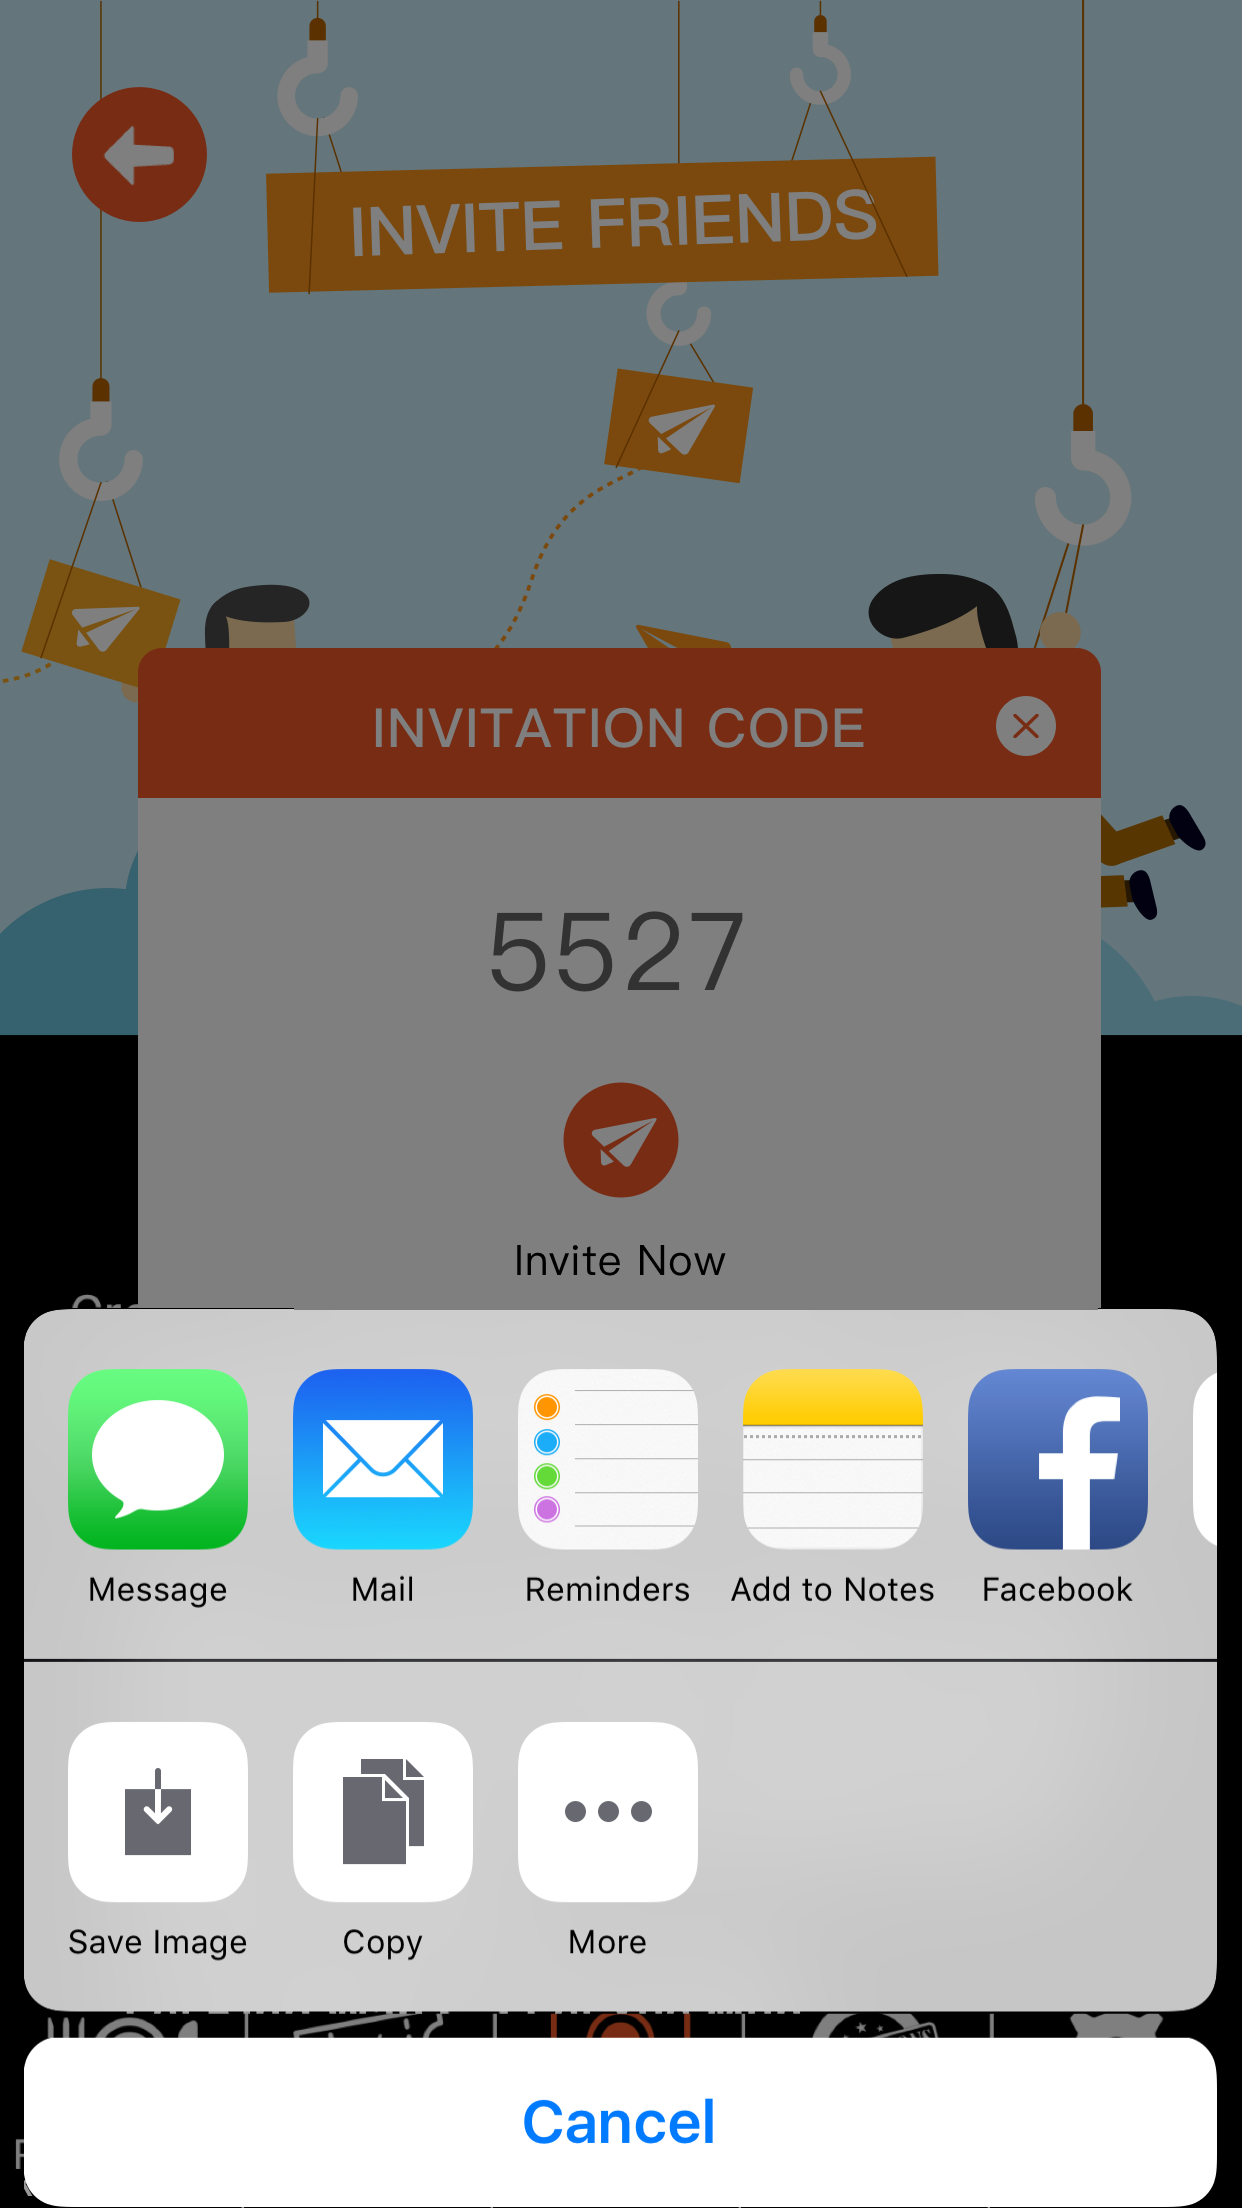 INVITE FRIENDS
INVITATION CODE
5527
Invite Now
Message
Mail
Reminders
Add to Notes
Facebook
Save Image
Copy
More
Cancel